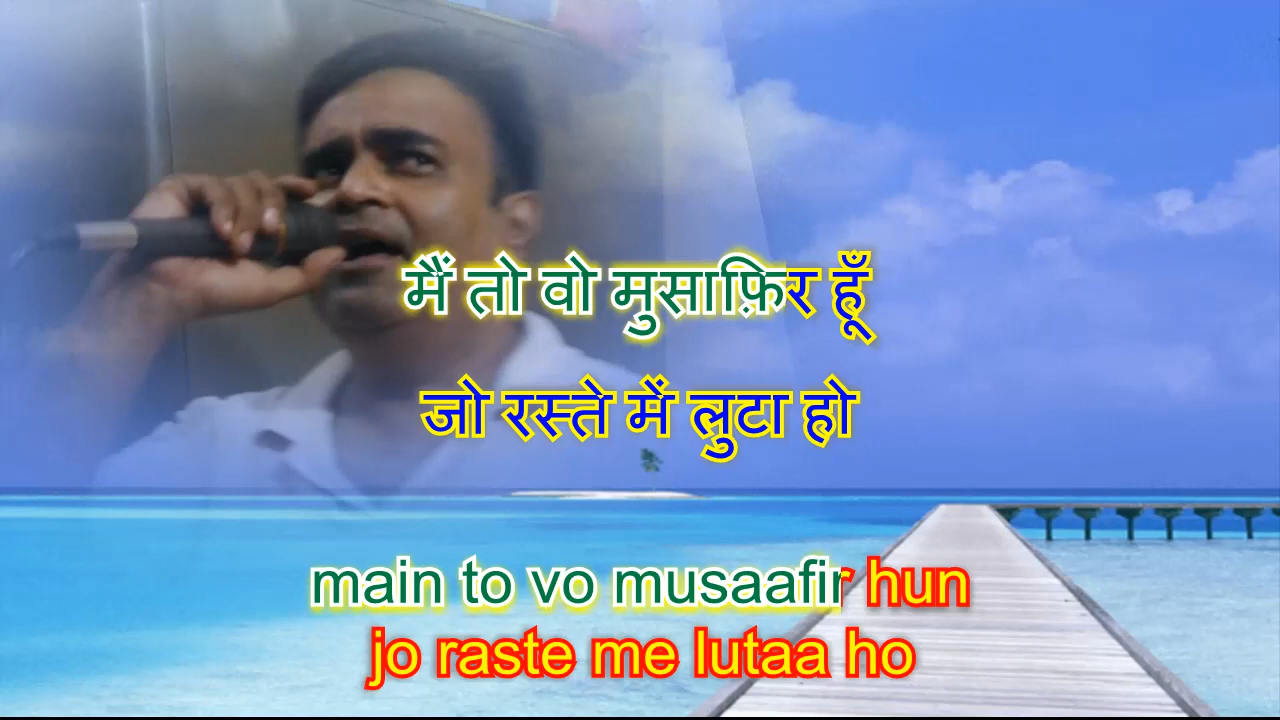 मैं तो वो मुसाफ़िर हूँ
जो रस्ते में लुटा हो
main to vo musaafir hun
jo raste me lutaa ho